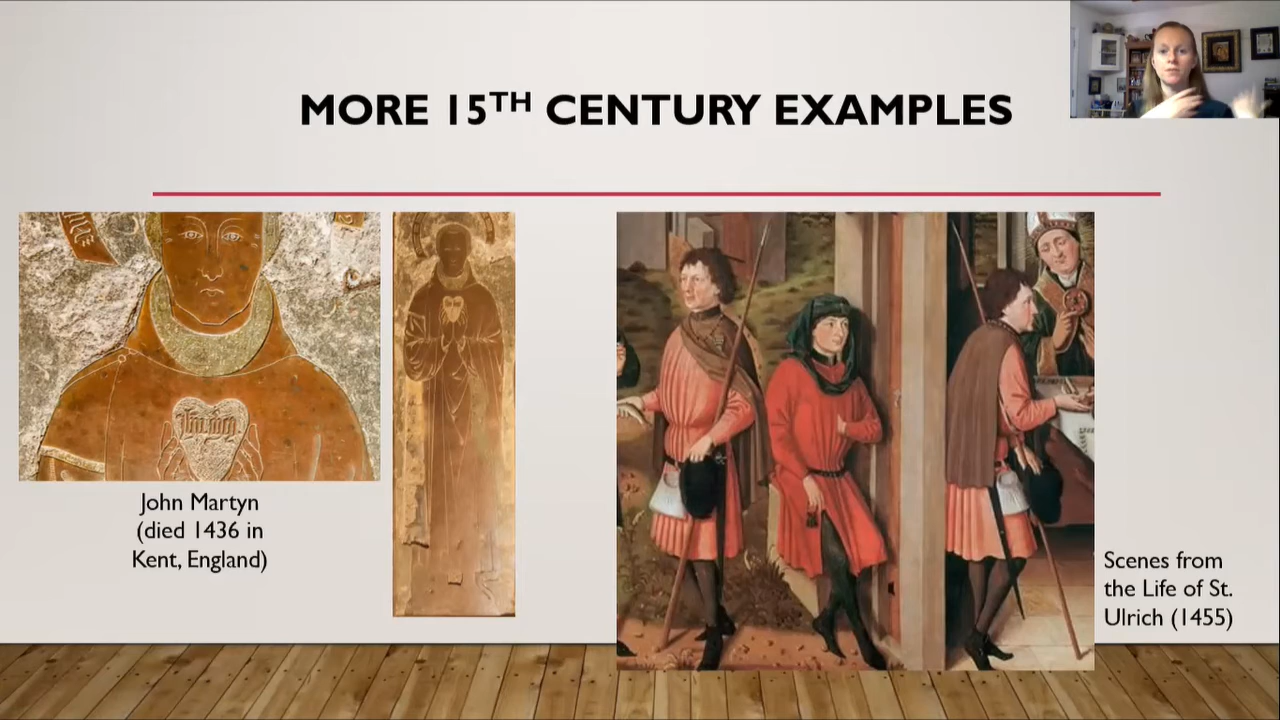 MORE 15TH CENTURY EXAMPLES
John Martyn
(died 1436 in
Kent, England)
Scenes from
the Life of St.
Ulrich (1455)